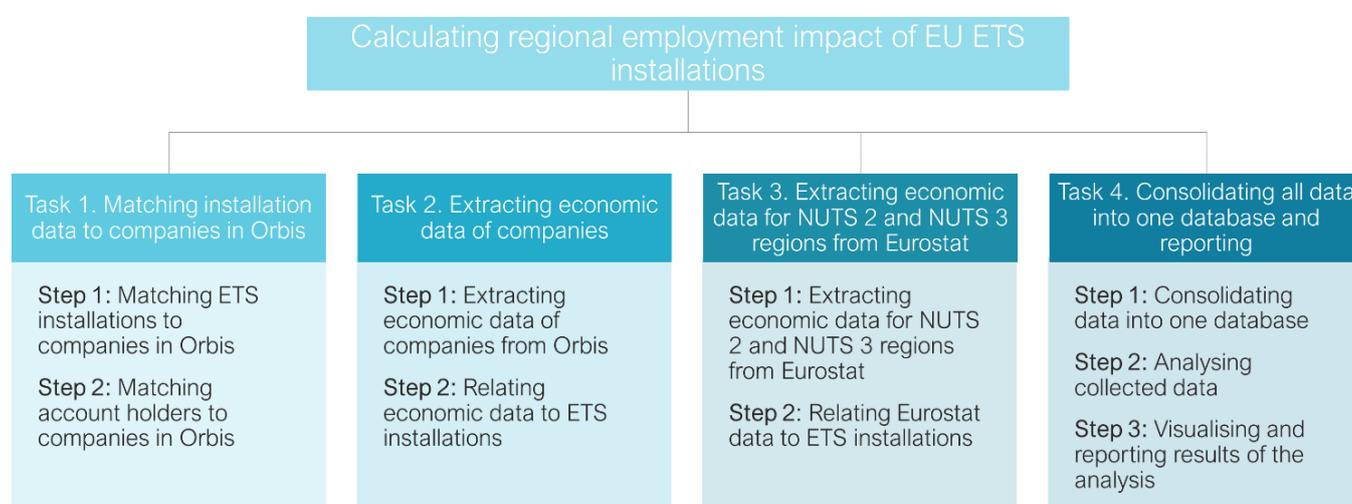 Calculating regional employment impact of EU ETS
installations
Task 1. Matching installation
data to companies in Orbis
Step 1: Matching ETS
installations to
companies in Orbis
Step 2: Matching
account holders to
companies in Orbis
Task 2. Extracting economic
data of companies
Step 1: Extracting
economic data of
companies from Orbis
Step 2: Relating
economic data to ETS
installations
Task 3. Extracting economic
data for NUTS 2 and NUTS 3
regions from Eurostat
Step 1: Extracting
economic data for NUTS
2 and NUTS 3 regions
from Eurostat
Step 2: Relating Eurostat
data to ETS installations
Task 4. Consolidating all data
into one database and
reporting
Step 1: Consolidating
data into one database
Step 2: Analysing
collected data
Step 3: Visualising and
reporting results of the
analysis